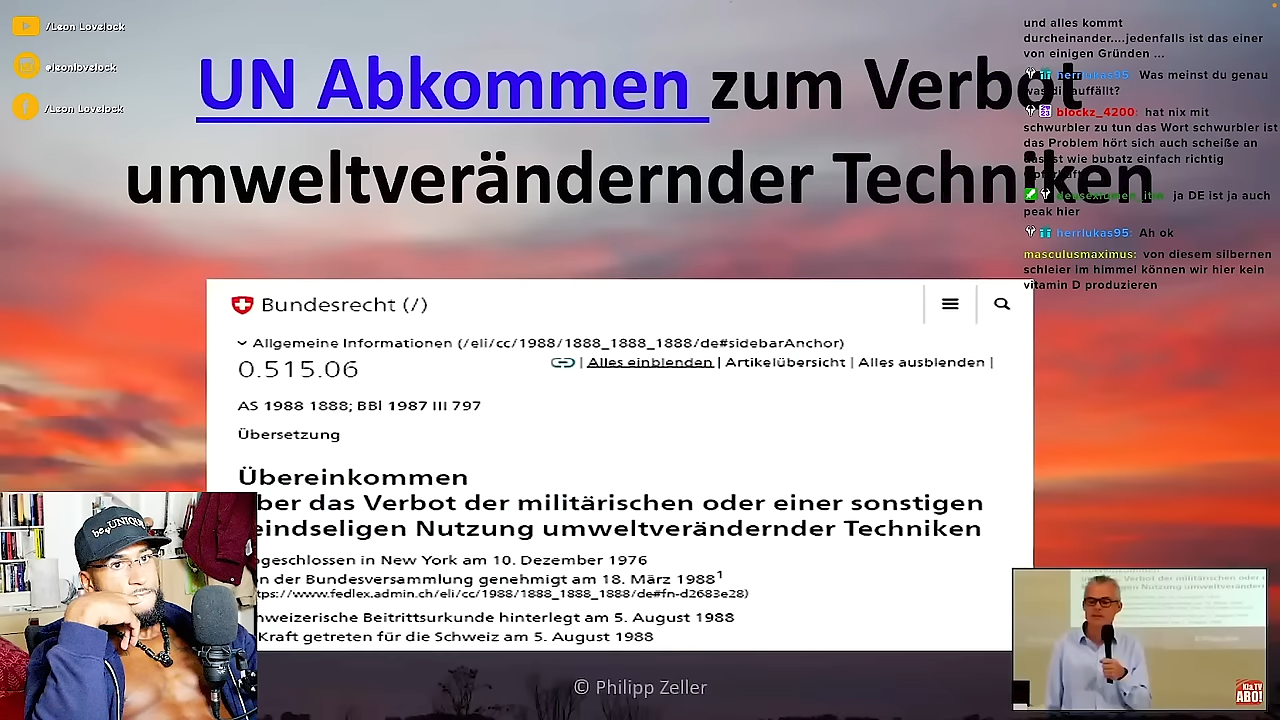 /Leon Lovelock
@leonlovelock
/Leon Lovelock
UN Abkommen zum Verbot
umweltverändernder Techniken
und alles kommt
durcheinander....jedenfalls ist das einer
von einigen Gründen ...
herrlukas95: Was meinst du genau
was dir auffällt?
blockz_4200: hat nix mit
schwurbler zu tun das Wort schwurbler ist
das Problem hört sich auch scheiße an
das ist wie bubatz einfach richtig
ja DE ist ja auch
peak hier
herrlukas95: Ah ok
masculusmaximus: von diesem silbernen
schleier im himmel können wir hier kein
vitamin D produzieren
Bundesrecht (/)
Allgemeine Informationen (/eli/cc/1988/1888_1888_1888/de#sidebarAnchor)
0.515.06
| Alles einblenden | Artikelübersicht | Alles ausblenden |
AS 1988 1888; BBl 1987 III 797
Übersetzung
Übereinkommen
ber das Verbot der militärischen oder einer sonstigen
eindseligen Nutzung umweltverändernder Techniken
geschlossen in New York am 10. Dezember 1976
n der Bundesversammlung genehmigt am 18. März 1988¹
tps://www.fedlex.admin.ch/eli/cc/1988/1888_1888_1888/de#fn-d2683e28)
hweizerische Beitrittsurkunde hinterlegt am 5. August 1988
Kraft getreten für die Schweiz am 5. August 1988
© Philipp Zeller
be UNIQUE
Kla.TV
ABO!